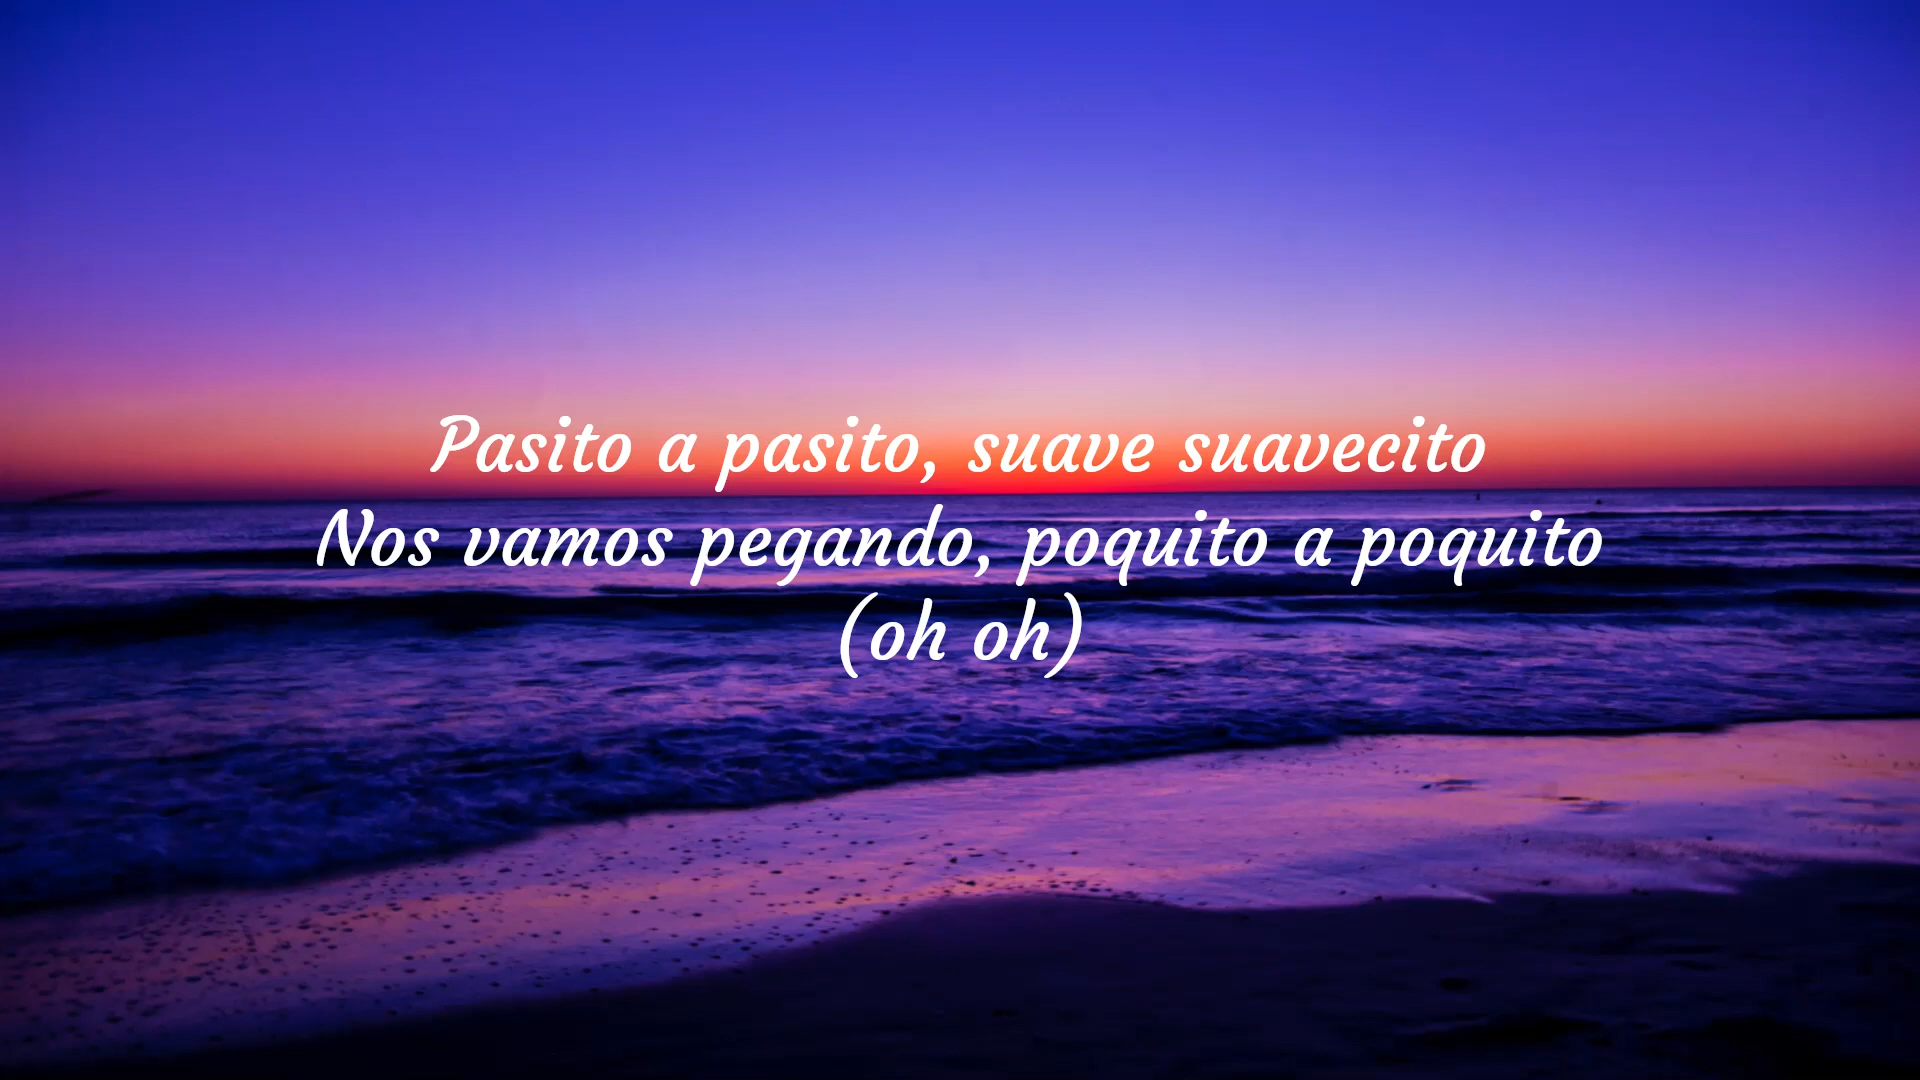 Pasito a pasito, suave suavecito
Nos vamos pegando, poquito a poquito
(oh oh)